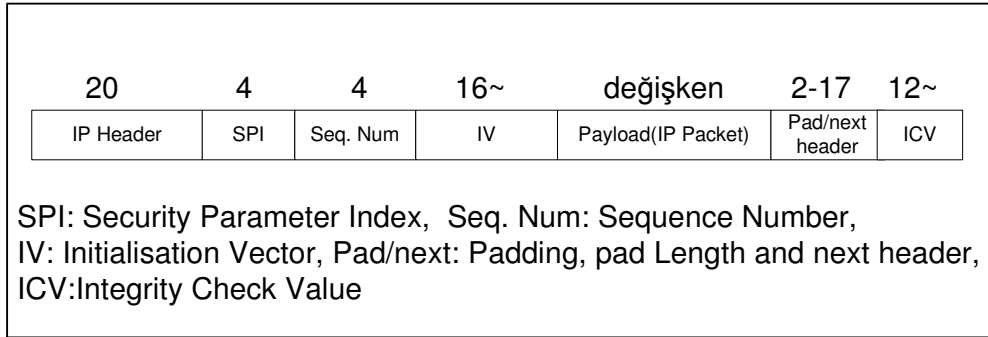 20 4 4 16~ değişken 2-17 12~
IP Header SPI Seq. Num IV Payload(IP Packet) Pad/next header ICV
SPI: Security Parameter Index, Seq. Num: Sequence Number,
IV: Initialisation Vector, Pad/next: Padding, pad Length and next header,
ICV:Integrity Check Value